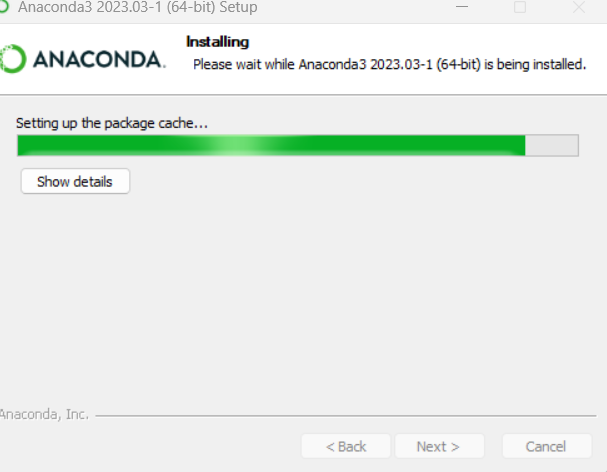 Anaconda3 2023.03-1 (64-bit) Setup
ANACONDA.
Installing
Please wait while Anaconda3 2023.03-1 (64-bit) is being installed.
Setting up the package cache...
Show details
Anaconda, Inc.
< Back
Next >
Cancel